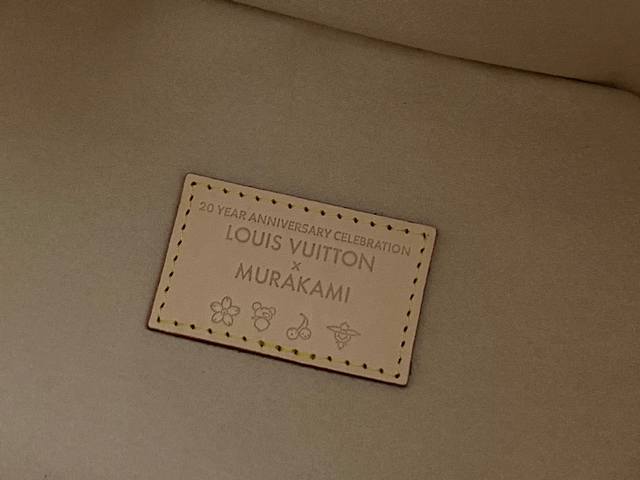 20 YEAR ANNIVERSARY CELEBRATION
LOUIS VUITTON
×
MURAKAMI